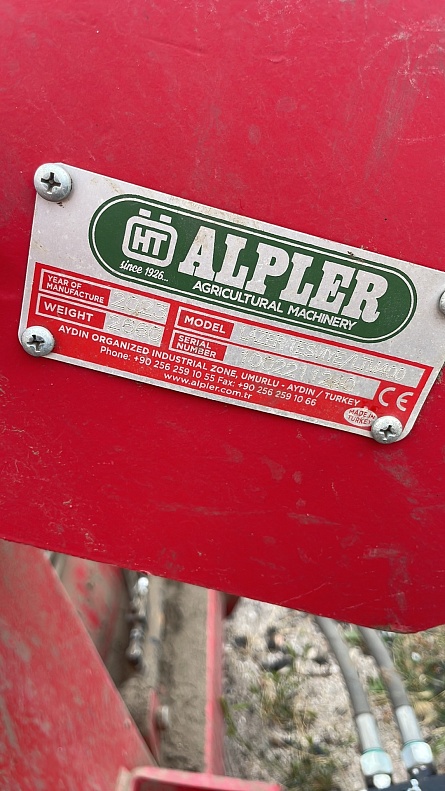 HT
since 1926...
ALPLER
AGRICULTURAL MACHINERY
YEAR OF
MANUFACTURE
WEIGHT
MODEL
SERIAL
NUMBER
CE
AYDIN ORGANIZED INDUSTRIAL ZONE, UMURLU - AYDIN / TURKEY
Phone: +90 256 259 10 55 Fax: +90 256 259 10 66
www.alpler.com.tr
MADE IN
TURKEY